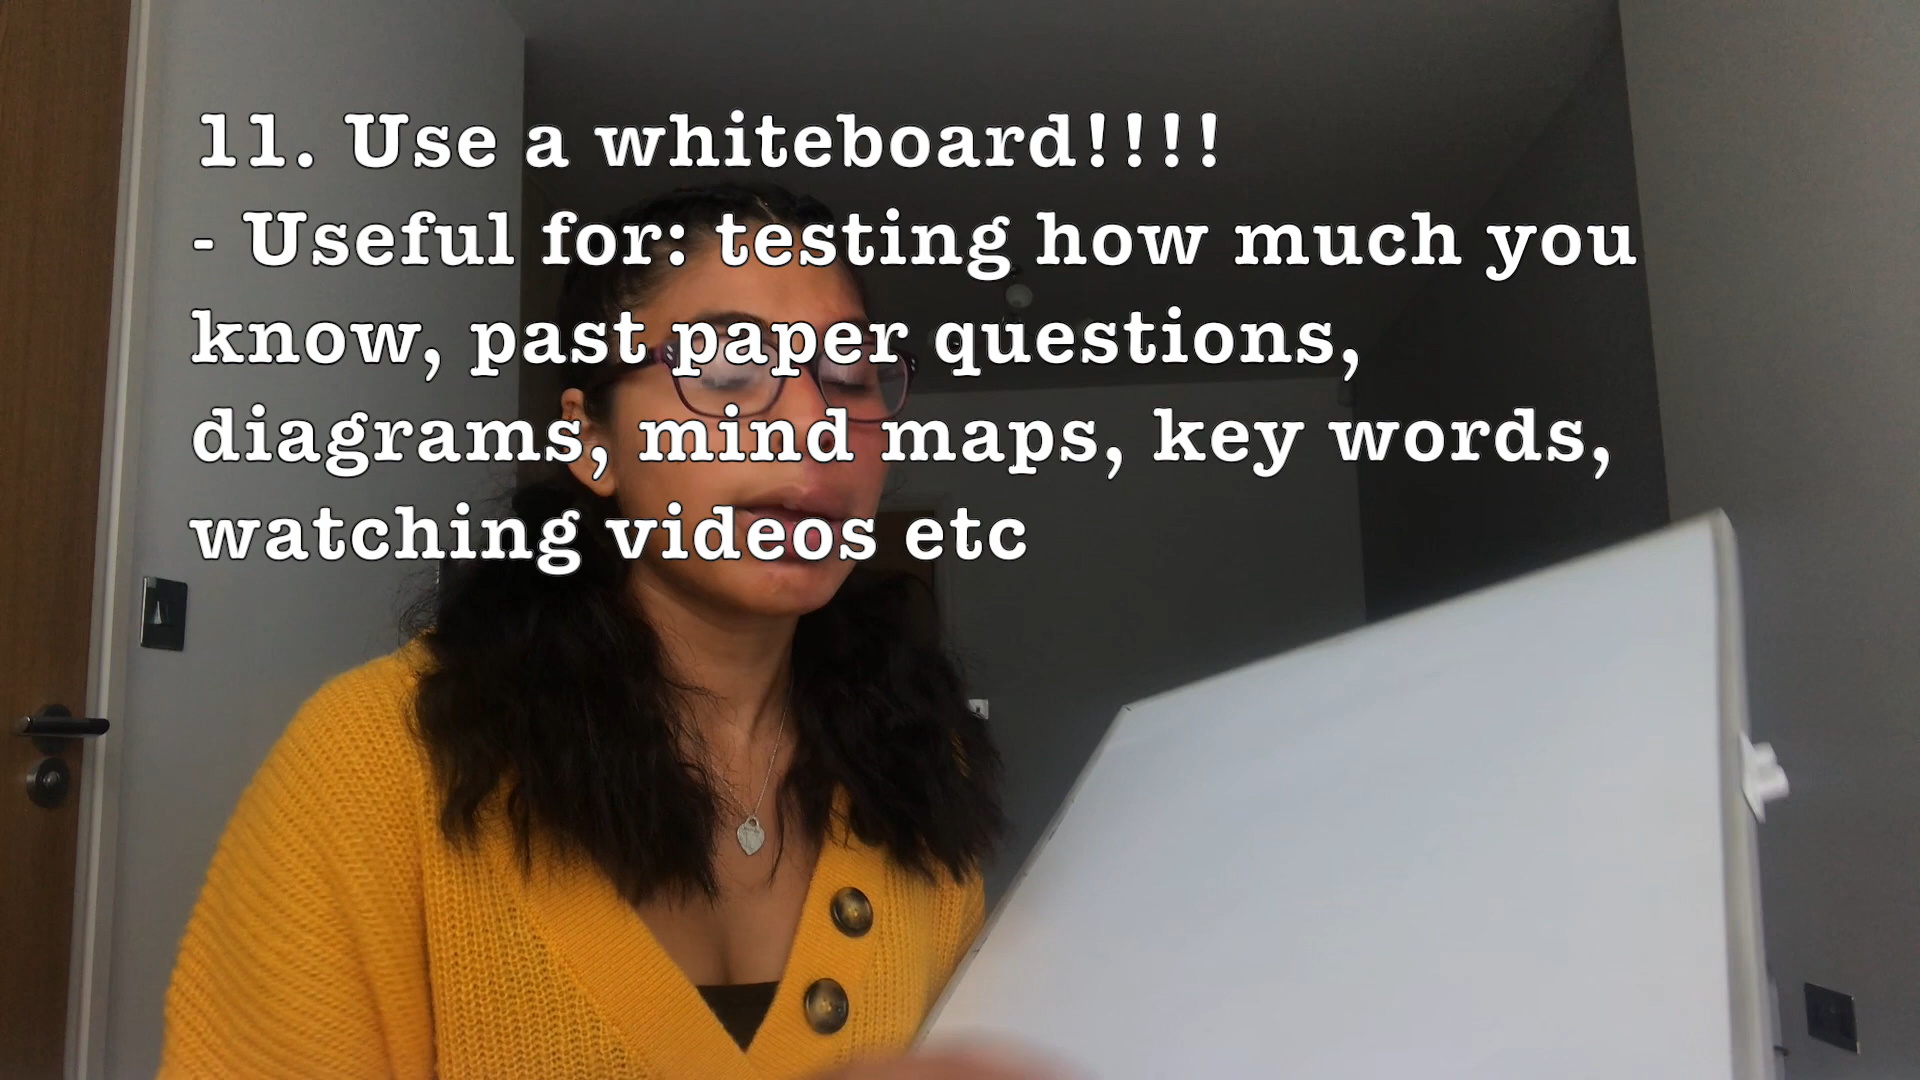 11. Use a whiteboard!!!!
- Useful for: testing how much you
know, past paper questions,
diagrams, mind maps, key words,
watching videos etc